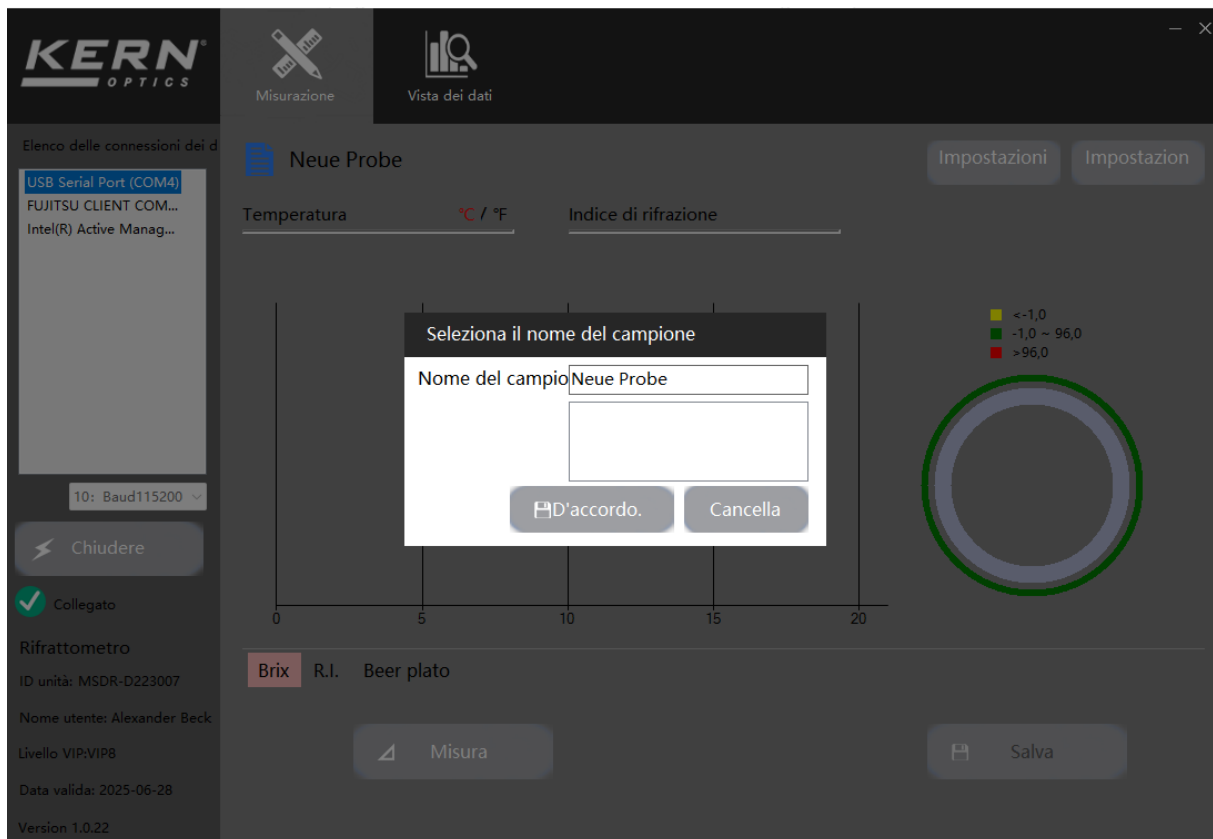 KERN
OPTICS
Misurazione
Vista dei dati
Elenco delle connessioni dei d
USB Serial Port (COM4)
FUJITSU CLIENT COM...
Intel(R) Active Manag...
10: Baud115200
Chiudere
Collegato
Rifrattometro
ID unità: MSDR-D223007
Nome utente: Alexander Beck
Livello VIP:VIP8
Data valida: 2025-06-28
Version 1.0.22
Neue Probe
Impostazioni
Impostazion
Temperatura
°C / °F
Indice di rifrazione
<-1,0
-1,0 ~ 96,0
>96,0
Seleziona il nome del campione
Nome del campio
Neue Probe
D'accordo.
Cancella
0 5 10 15 20
Brix R.I. Beer plato
Misura
Salva